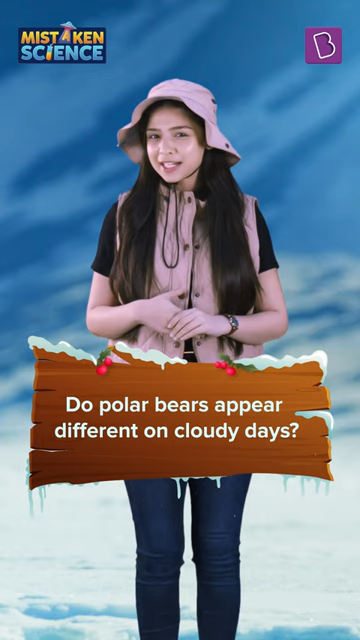 MISTAKEN
SCIENCE
B
Do polar bears appear
different on cloudy days?